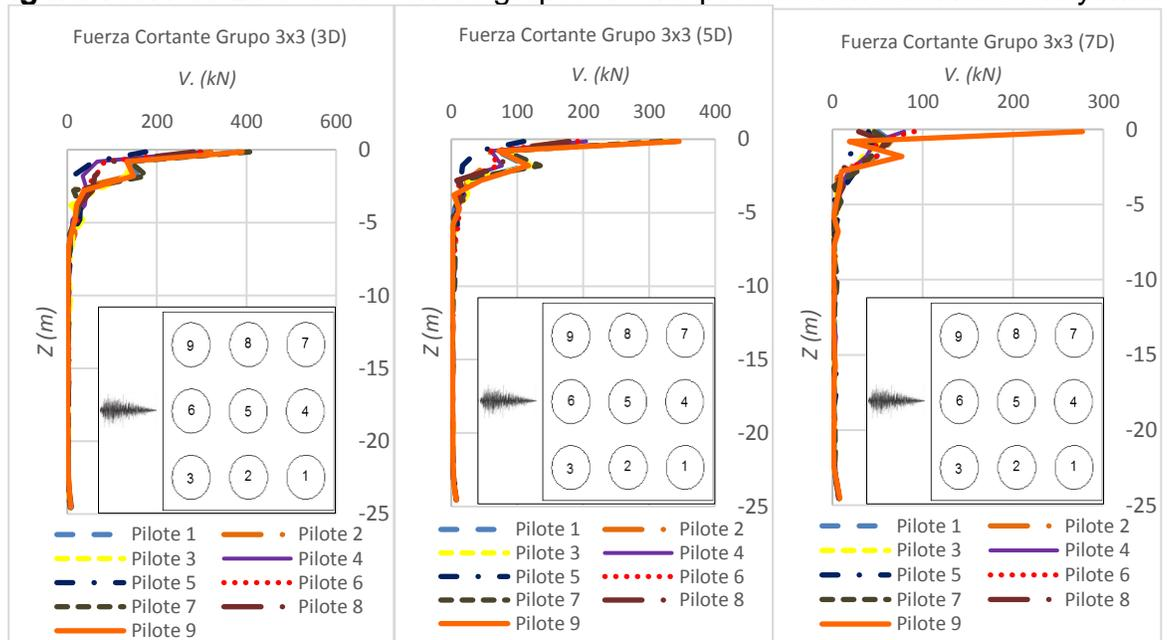 Fuerza Cortante Grupo 3x3 (3D)
V. (kN)
0 200 400 600
0
-5
-10
-15
-20
-25
Z (m)
9 8 7
6 5 4
3 2 1
Pilote 1 Pilote 2
Pilote 3 Pilote 4
Pilote 5 Pilote 6
Pilote 7 Pilote 8
Pilote 9
Fuerza Cortante Grupo 3x3 (5D)
V. (kN)
0 100 200 300 400
0
-5
-10
-15
-20
-25
Z (m)
9 8 7
6 5 4
3 2 1
Pilote 1 Pilote 2
Pilote 3 Pilote 4
Pilote 5 Pilote 6
Pilote 7 Pilote 8
Pilote 9
Fuerza Cortante Grupo 3x3 (7D)
V. (kN)
0 100 200 300
0
-5
-10
-15
-20
-25
Z (m)
9 8 7
6 5 4
3 2 1
Pilote 1 Pilote 2
Pilote 3 Pilote 4
Pilote 5 Pilote 6
Pilote 7 Pilote 8
Pilote 9